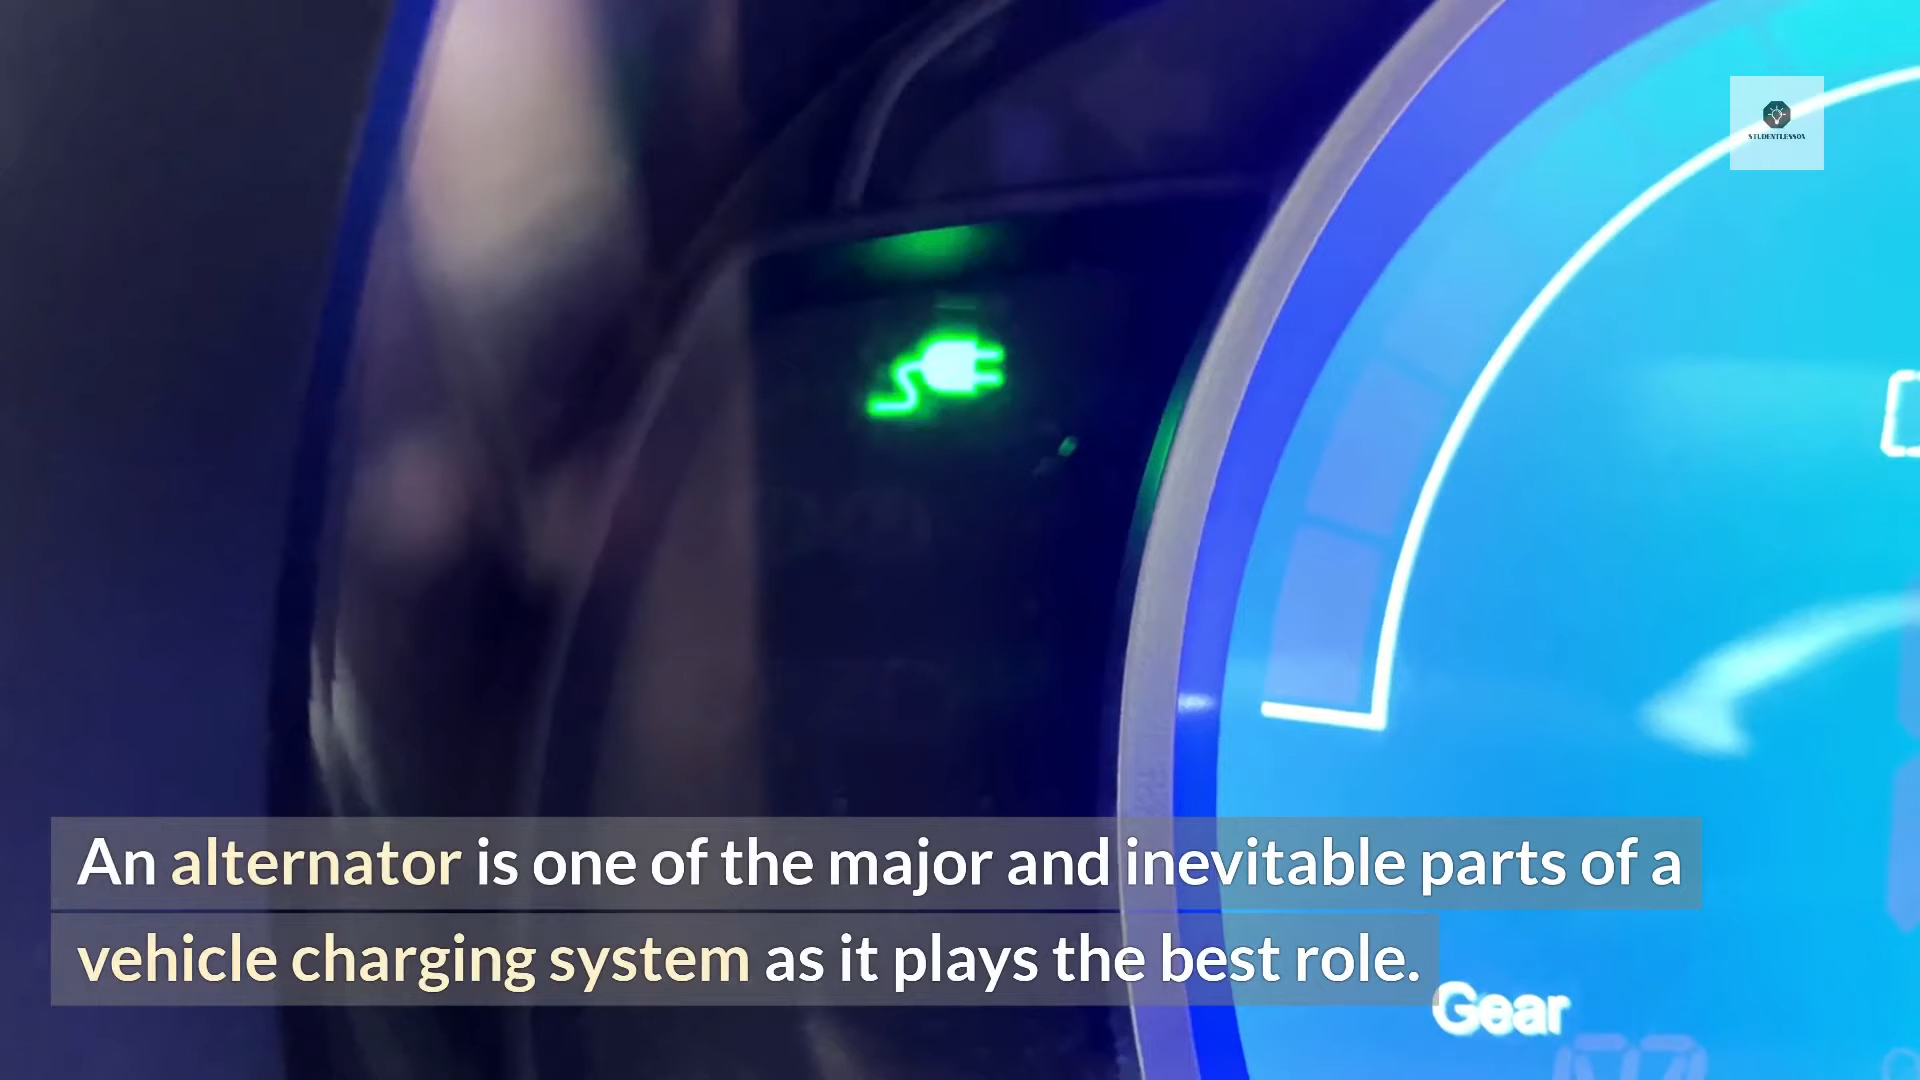 STUDENTLESSON
An alternator is one of the major and inevitable parts of a
vehicle charging system as it plays the best role.
Gear